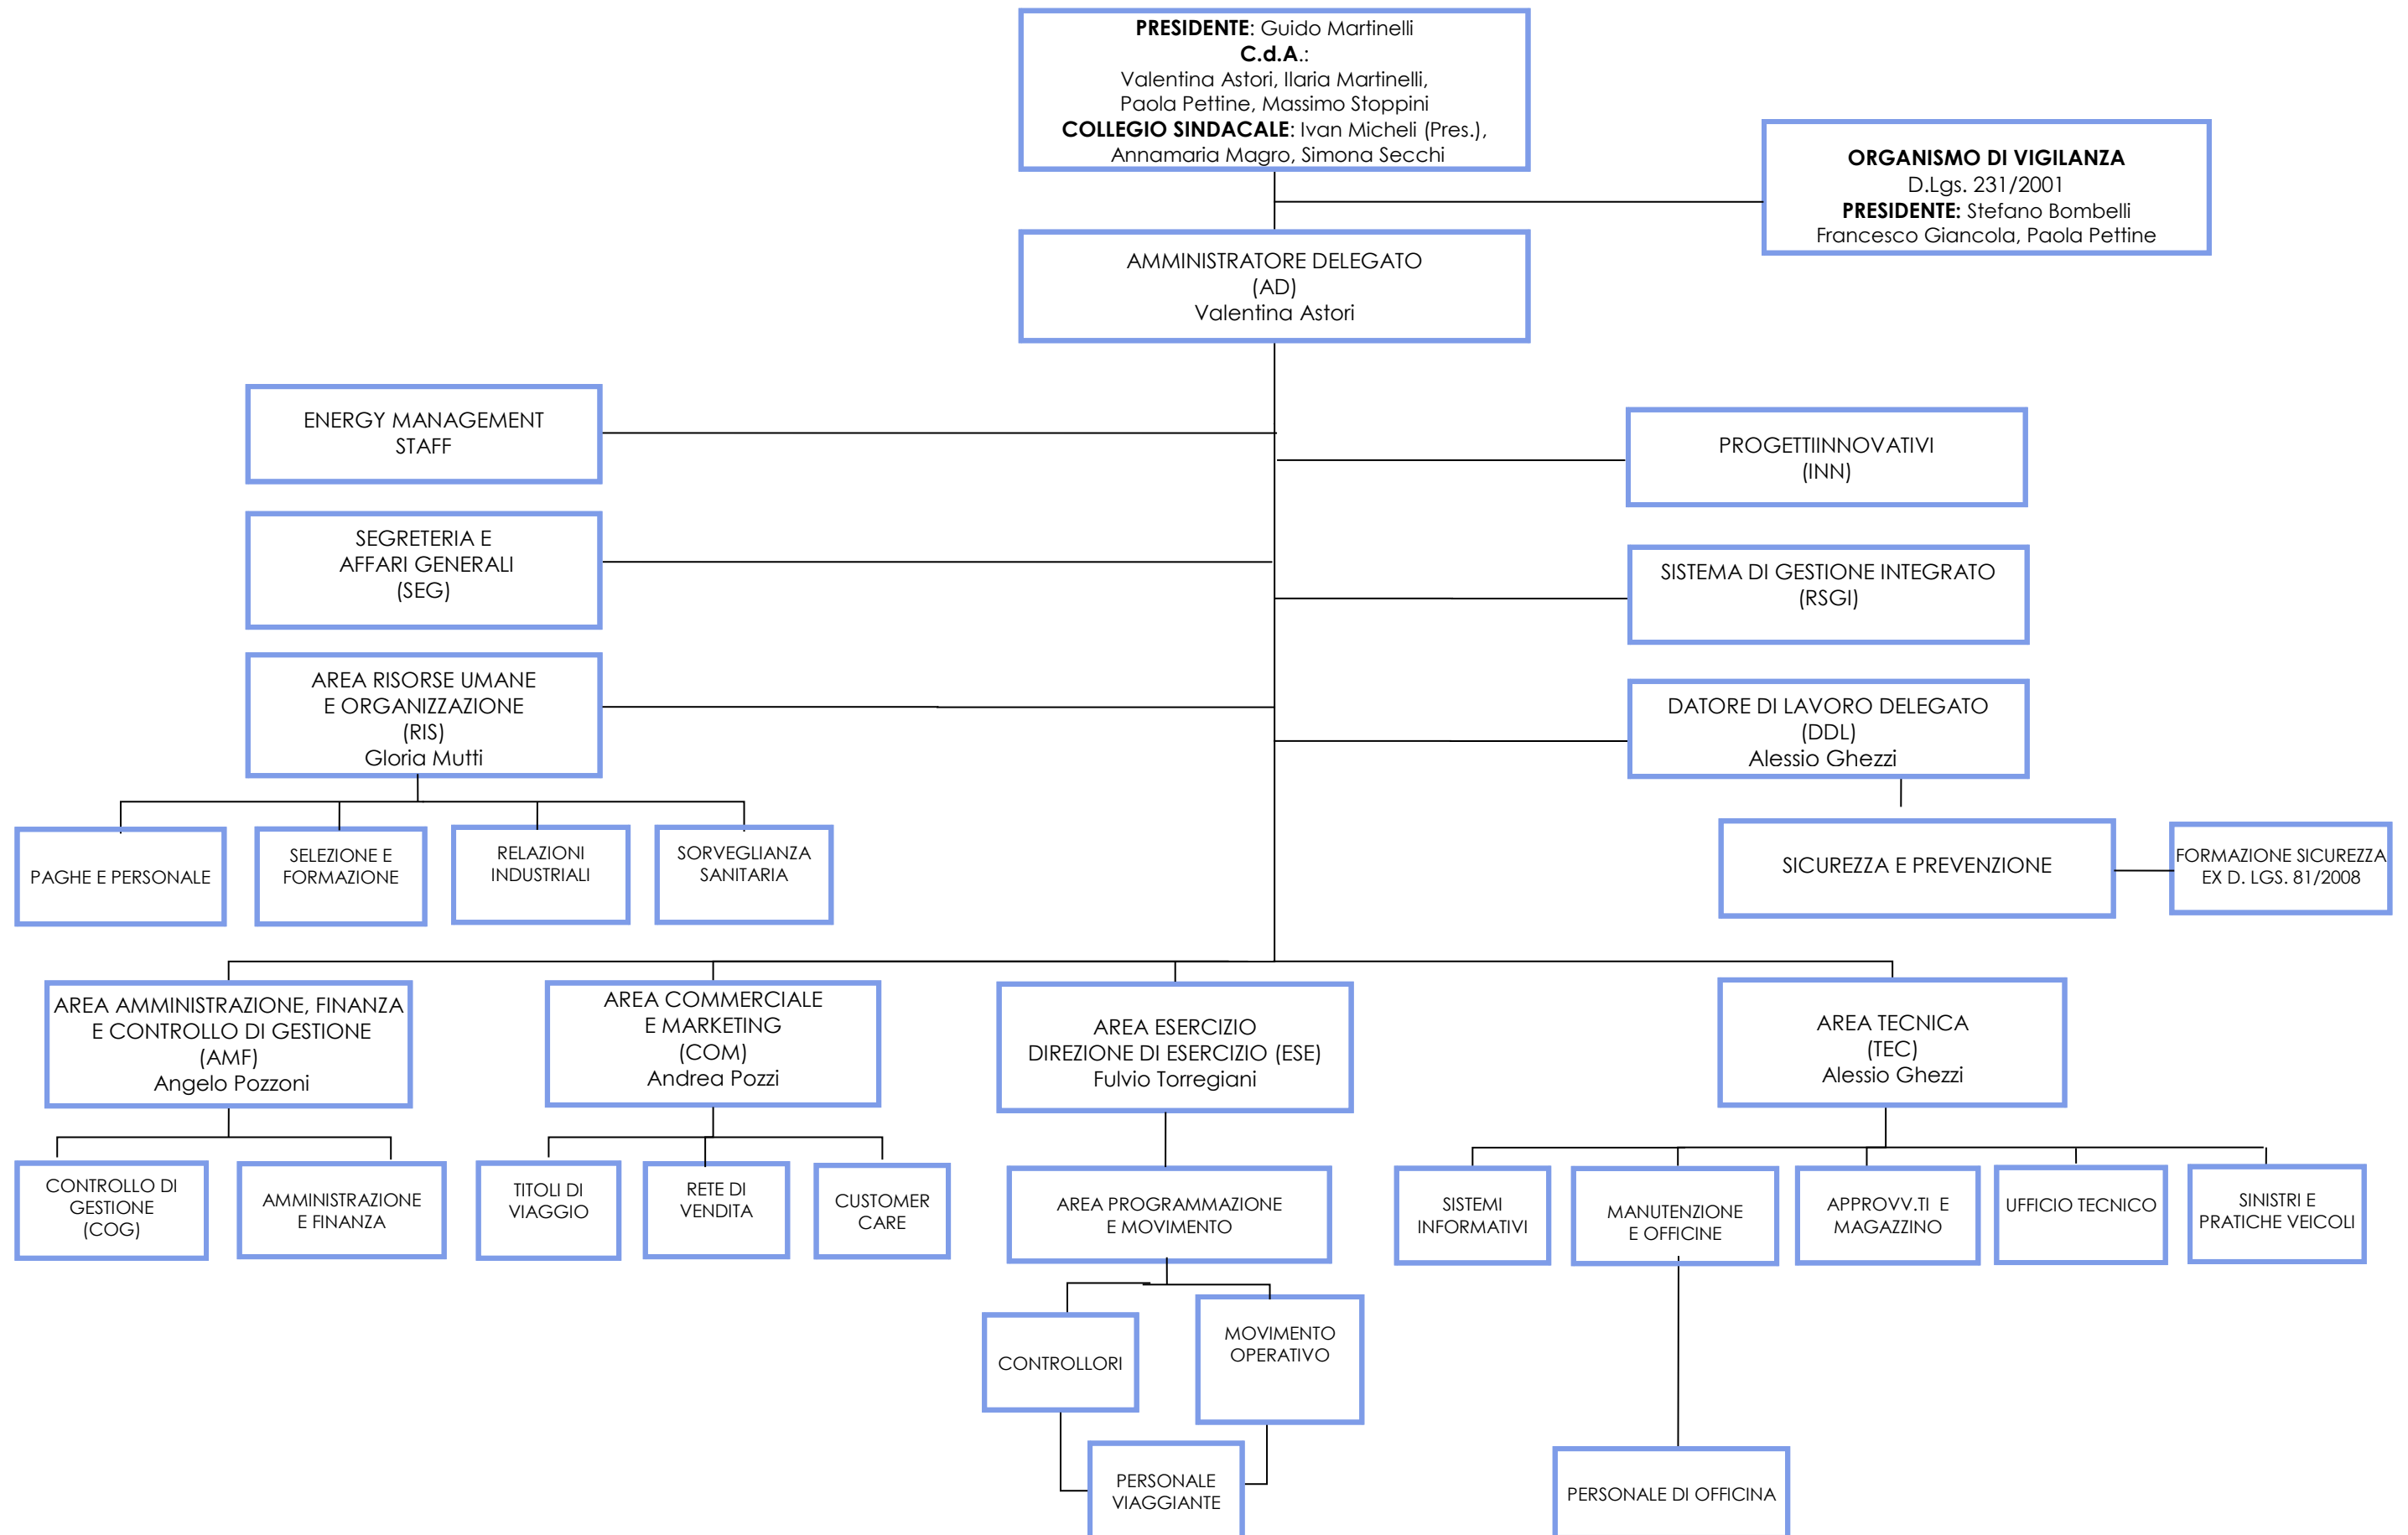 PRESIDENTE: Guido Martinelli
C.d.A.:
Valentina Astori, Ilaria Martinelli,
Paola Pettine, Massimo Stoppini
COLLEGIO SINDACALE: Ivan Micheli (Pres.),
Annamaria Magro, Simona Secchi
ORGANISMO DI VIGILANZA
D.Lgs. 231/2001
PRESIDENTE: Stefano Bombelli
Francesco Giancola, Paola Pettine
AMMINISTRATORE DELEGATO
(AD)
Valentina Astori
ENERGY MANAGEMENT
STAFF
PROGETTIINNOVATIVI
(INN)
SEGRETERIA E
AFFARI GENERALI
(SEG)
SISTEMA DI GESTIONE INTEGRATO
(RSGI)
AREA RISORSE UMANE
E ORGANIZZAZIONE
(RIS)
Gloria Mutti
DATORE DI LAVORO DELEGATO
(DDL)
Alessio Ghezzi
PAGHE E PERSONALE
SELEZIONE E
FORMAZIONE
RELAZIONI
INDUSTRIALI
SORVEGLIANZA
SANITARIA
SICUREZZA E PREVENZIONE
FORMAZIONE SICUREZZA
EX D. LGS. 81/2008
AREA AMMINISTRAZIONE, FINANZA
E CONTROLLO DI GESTIONE
(AMF)
Angelo Pozzoni
AREA COMMERCIALE
E MARKETING
(COM)
Andrea Pozzi
AREA ESERCIZIO
DIREZIONE DI ESERCIZIO (ESE)
Fulvio Torregiani
AREA TECNICA
(TEC)
Alessio Ghezzi
CONTROLLO DI
GESTIONE
(COG)
AMMINISTRAZIONE
E FINANZA
TITOLI DI
VIAGGIO
RETE DI
VENDITA
CUSTOMER
CARE
AREA PROGRAMMAZIONE
E MOVIMENTO
SISTEMI
INFORMATIVI
MANUTENZIONE
E OFFICINE
APPROVV.TI E
MAGAZZINO
UFFICIO TECNICO
SINISTRI E
PRATICHE VEICOLI
CONTROLLORI
MOVIMENTO
OPERATIVO
PERSONALE
VIAGGIANTE
PERSONALE DI OFFICINA